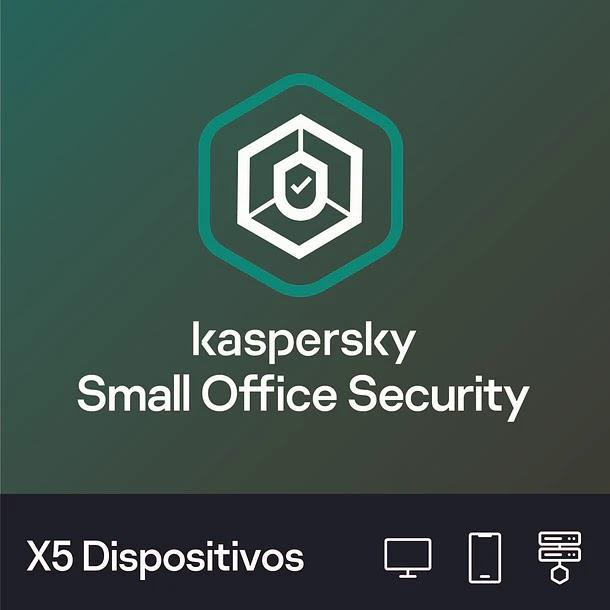 kaspersky
Small Office Security
X5 Dispositivos